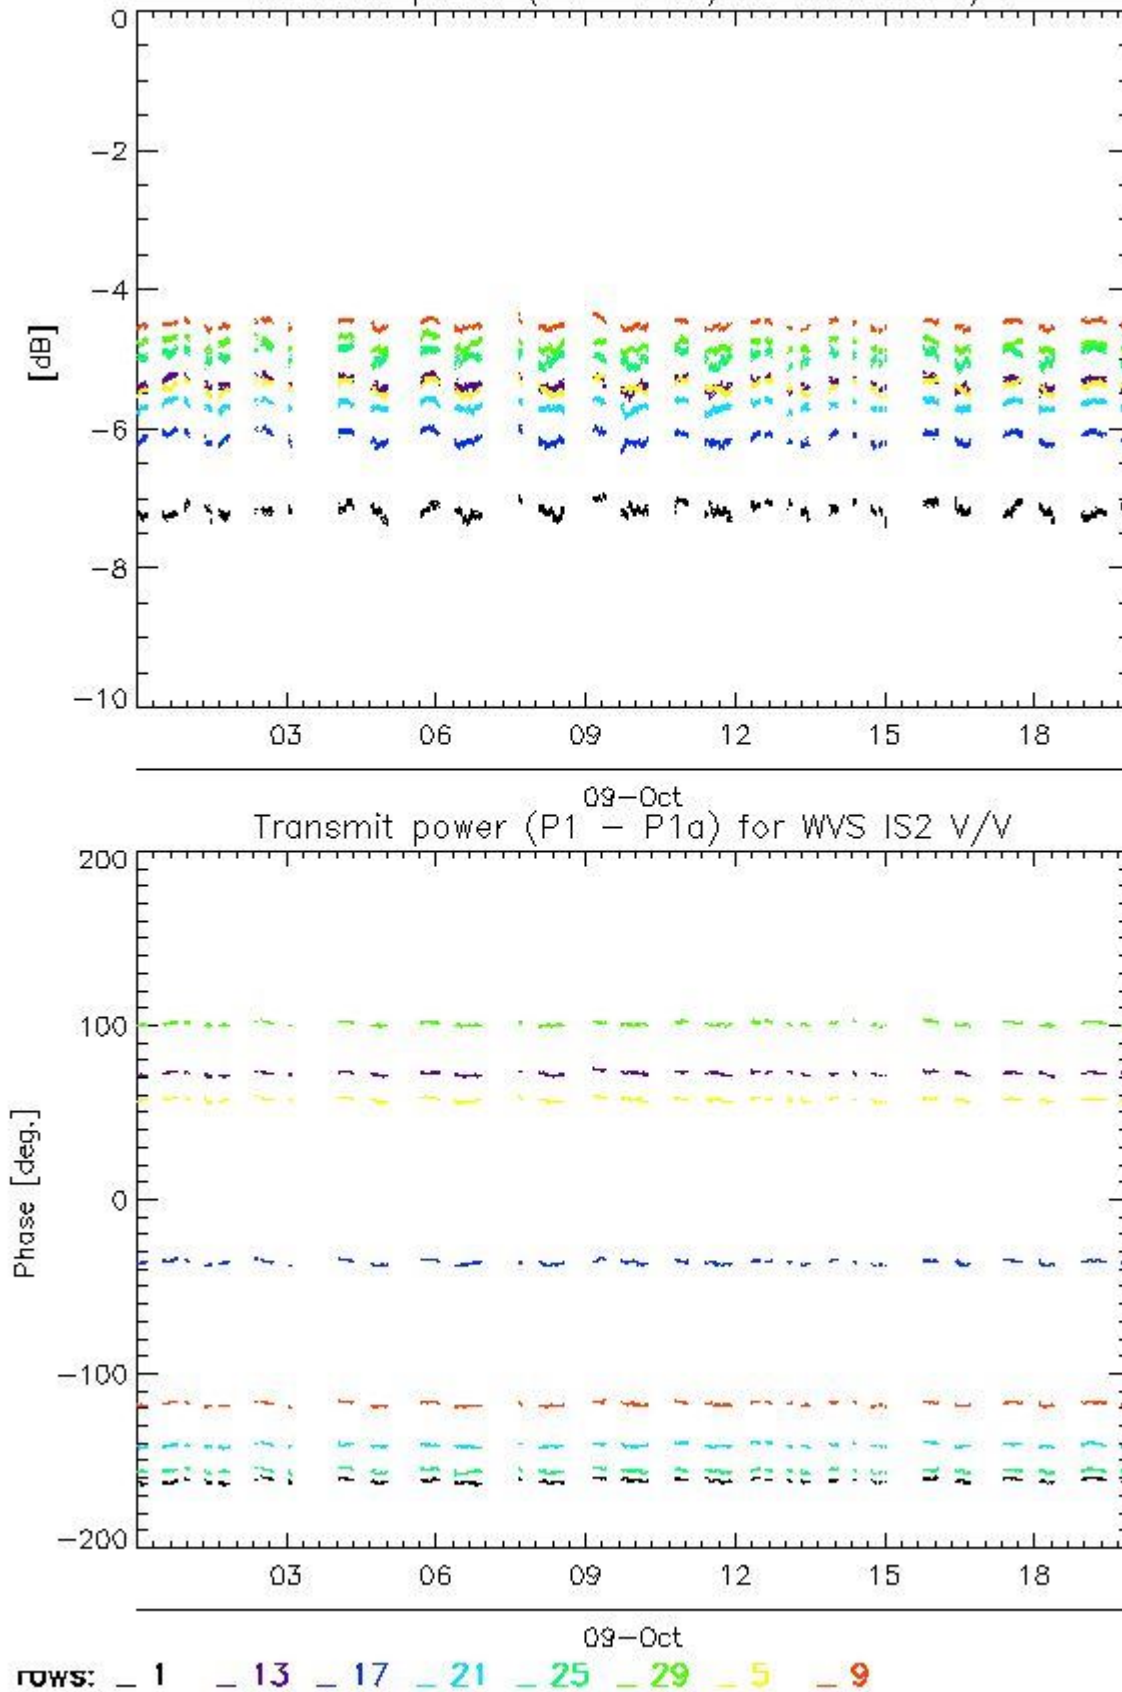 0
-2
-4
[dB]
-6
-8
-10
03 06 09 12 15 18
09-Oct
Transmit power (P1 - P1a) for WVS IS2 V/V
200
100
0
Phase [deg.]
-100
-200
03 06 09 12 15 18
09-Oct
rows: _ 1 _ 13 _ 17 _ 21 _ 25 _ 29 _ 5 _ 9